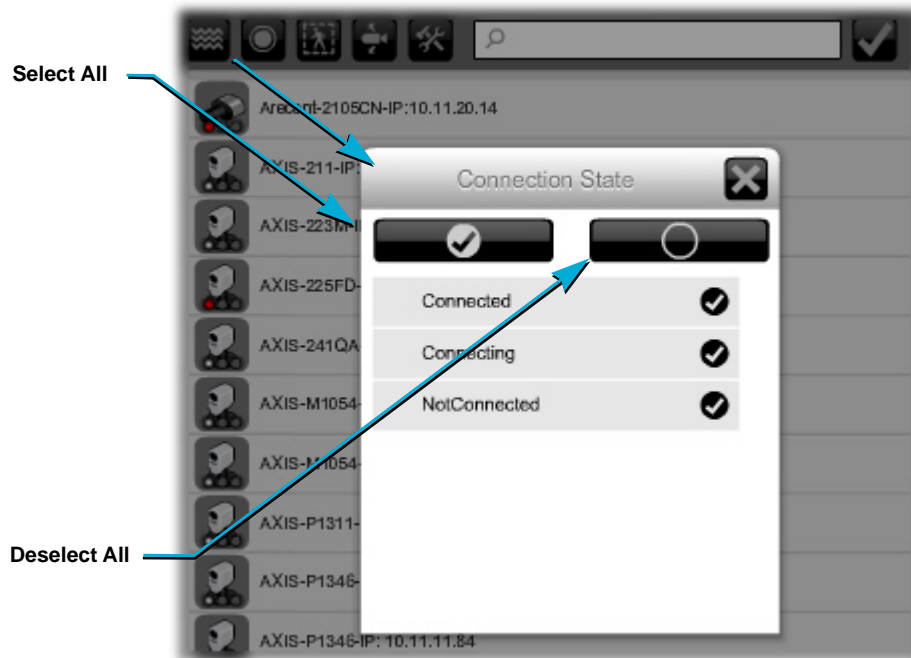 Select All
Arecont-2105CN-IP:10.11.20.14
AXIS-211-IP:
Connection State
AXIS-223M-I
AXIS-225FD-
Connected
AXIS-241QA
Connecting
AXIS-M1054-
NotConnected
AXIS-M1054-
AXIS-P1311-
Deselect All
AXIS-P1346-
AXIS-P1346-IP: 10.11.11.84